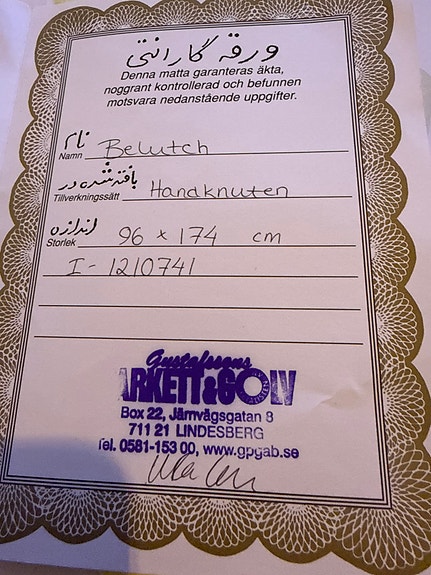 ورقه گارانتی
Denna matta garanteras äkta,
noggrant kontrollerad och befunnen
motsvara nedanstående uppgifter.
نام
Namn Belutch
بافته شده در
Tillverkningssätt Handknuten
اندازه
Storlek 96 x 174 cm
I-1210741
Gustafssons
ARKETT&GOLV
Box 22, Järnvägsgatan 8
711 21 LINDESBERG
Tel. 0581-153 00, www.gpgab.se